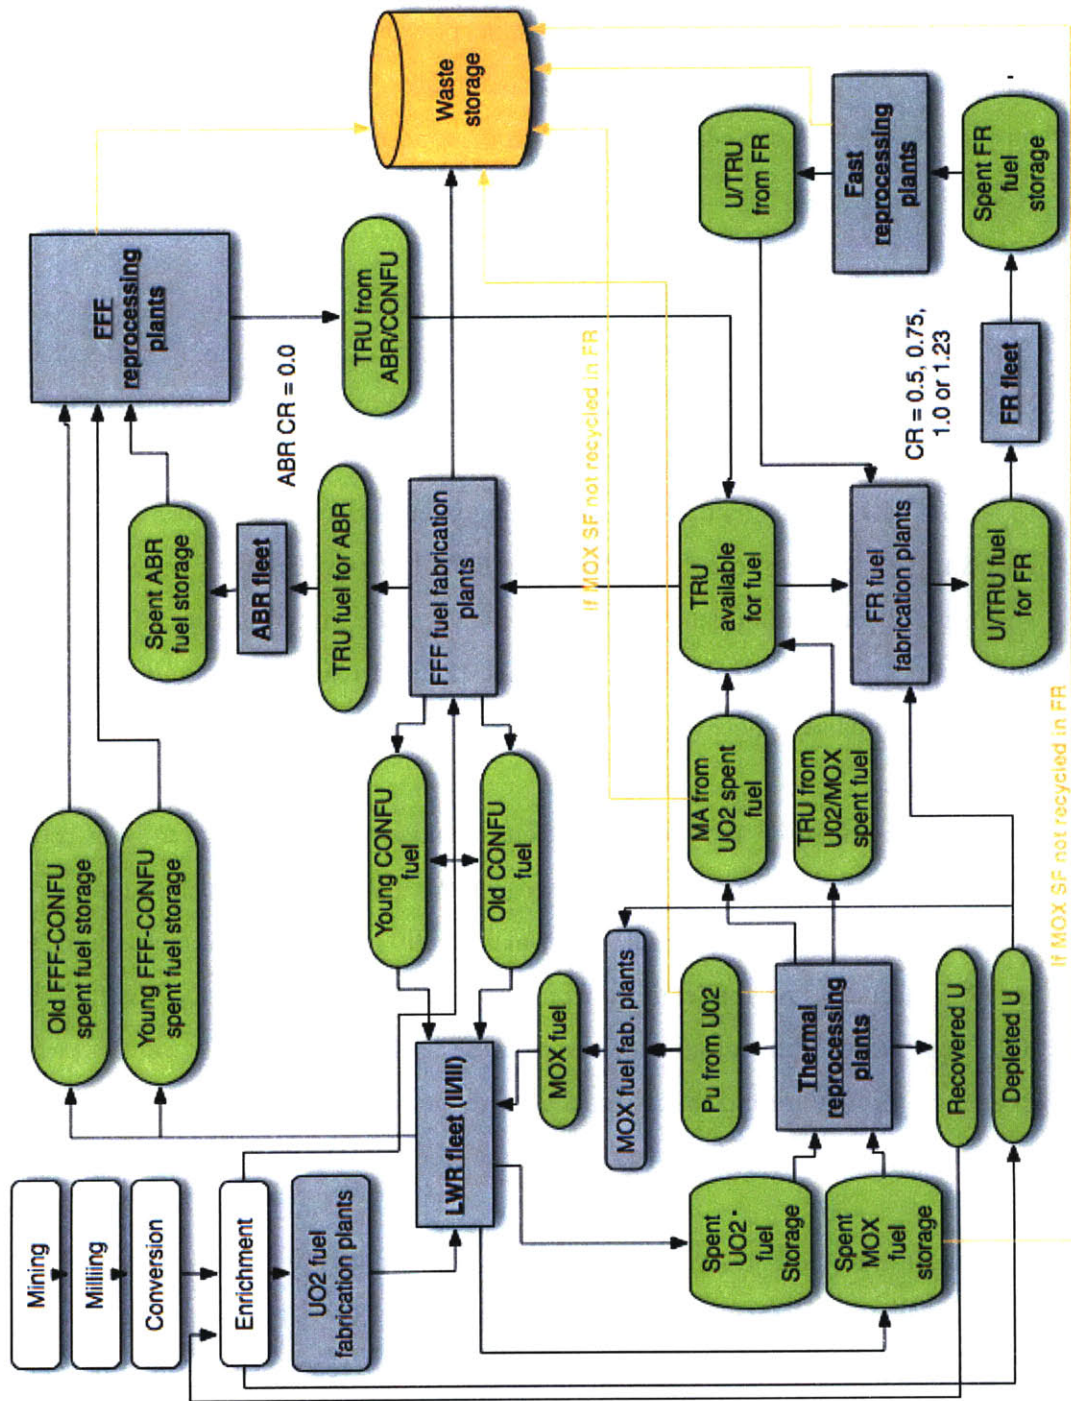 Mining
Milliing
Conversion
Enrichment
UO2 fuel
fabrication plants
Old FFF-CONFU
spent fuel storage
Young FFF-CONFU
spent fuel storage
Spent ABR
fuel storage
FFF
reprocessing
plants
ABR fleet
ABR CR = 0.0
TRU fuel for ABR
TRU from
ABR/CONFU
Waste
storage
LWR fleet (I/II)
Young CONFU
fuel
Old CONFU
fuel
FFF fuel fabrication
plants
MOX fuel
MOX fuel fab. plants
If MOX SF not recycled in FR
Spent
UO2
fuel
Storage
Spent
MOX
fuel
storage
Pu from U02
Thermal
reprocessing
plants
MA from
UO2 spent
fuel
TRU from
U02/MOX
spent fuel
TRU
available
for fuel
U/TRU
from FR
FR fuel
fabrication plants
Fast
reprocessing
plants
Recovered U
Depleted U
U/TRU fuel
for FR
CR = 0.5, 0.75,
1.0 or 1.23
FR fleet
Spent FR
fuel
storage
If MOX SF not recycled in FR